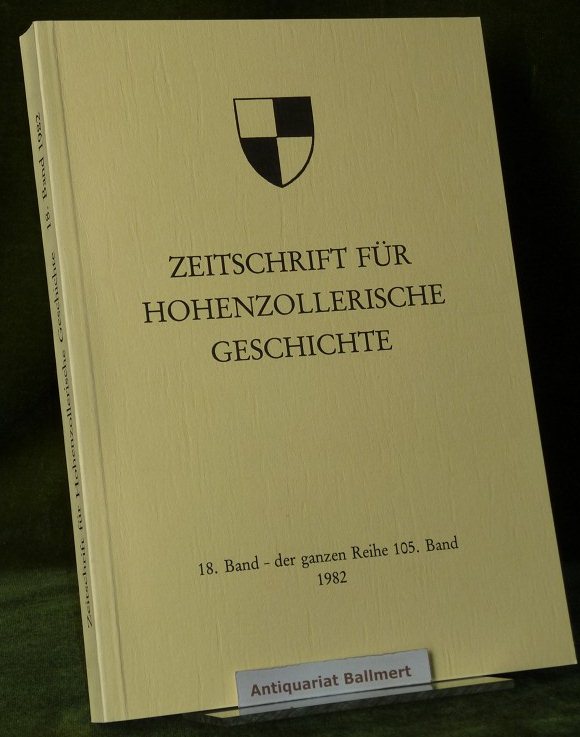 ZEITSCHRIFT FÜR
HOHENZOLLERISCHE
GESCHICHTE
18. Band - der ganzen Reihe 105. Band
1982
Zeitschrift für Hohenzollerische Geschichte 18. Band 1982
Antiquariat Ballmert